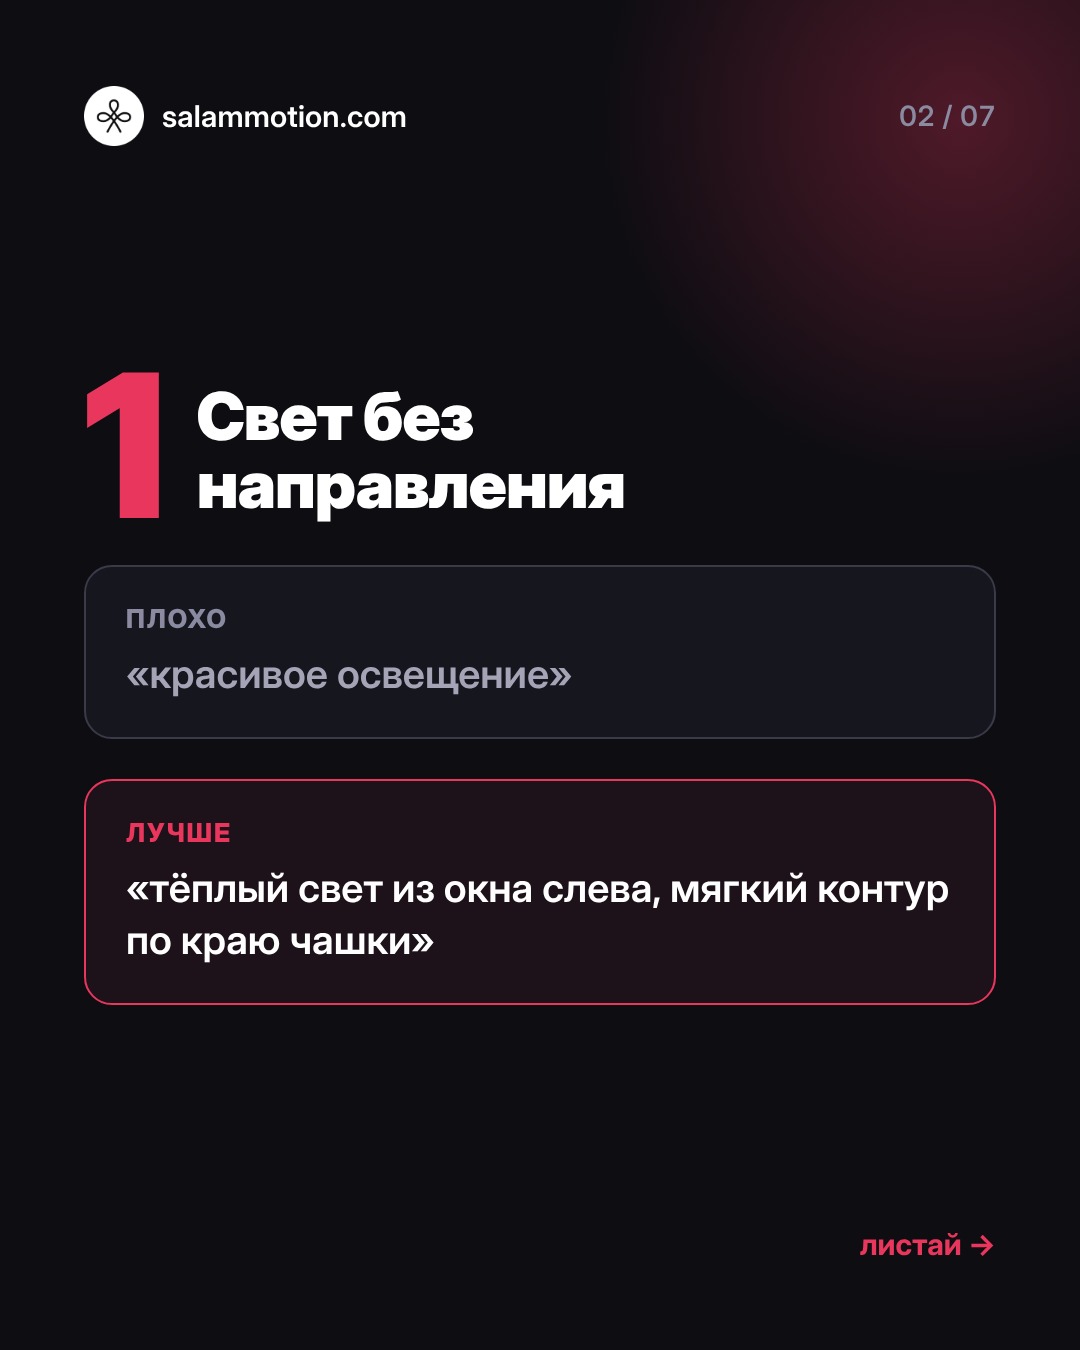 salammotion.com
02 / 07
1
Свет без
направления
ПЛОХО
«красивое освещение»
ЛУЧШЕ
«тёплый свет из окна слева, мягкий контур
по краю чашки»
листай →